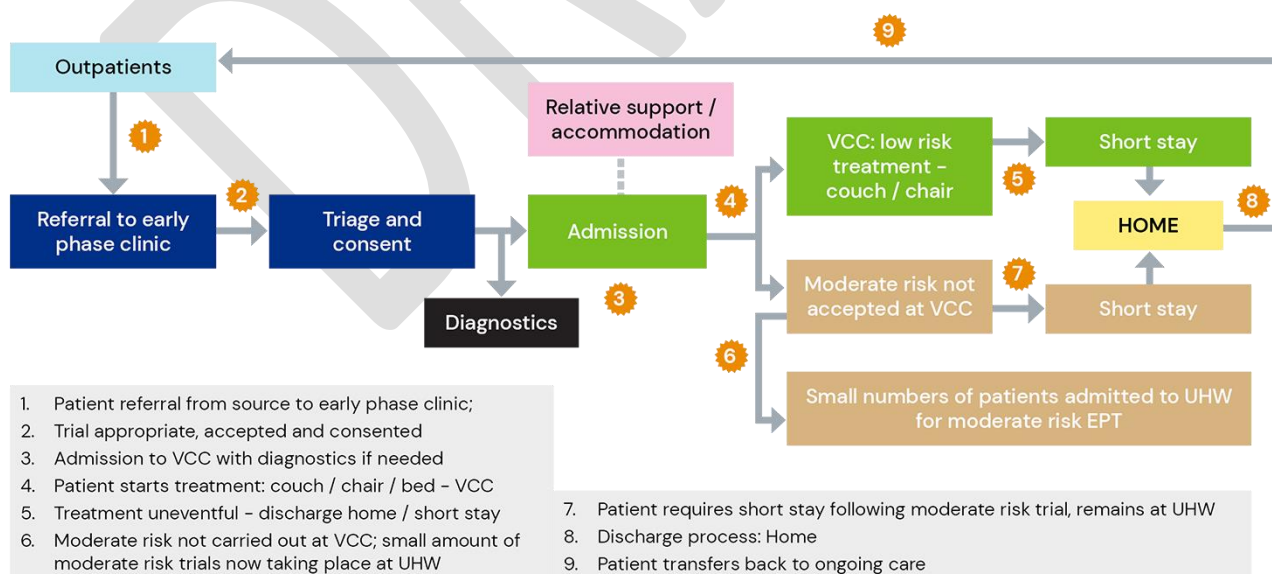 9
Outpatients
1
Relative support /
accommodation
VCC: low risk
treatment –
couch / chair
5
Short stay
2
Referral to early
phase clinic
Triage and
consent
Admission
4
HOME
8
3
Diagnostics
Moderate risk not
accepted at VCC
7
Short stay
6
Small numbers of patients admitted to UHW
for moderate risk EPT
1. Patient referral from source to early phase clinic;
2. Trial appropriate, accepted and consented
3. Admission to VCC with diagnostics if needed
4. Patient starts treatment: couch / chair / bed – VCC
5. Treatment uneventful – discharge home / short stay
6. Moderate risk not carried out at VCC; small amount of
moderate risk trials now taking place at UHW
7. Patient requires short stay following moderate risk trial, remains at UHW
8. Discharge process: Home
9. Patient transfers back to ongoing care